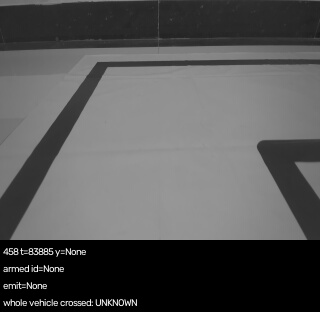 458 t=83885 y=None
armed id=None
emit=None
whole vehicle crossed: UNKNOWN